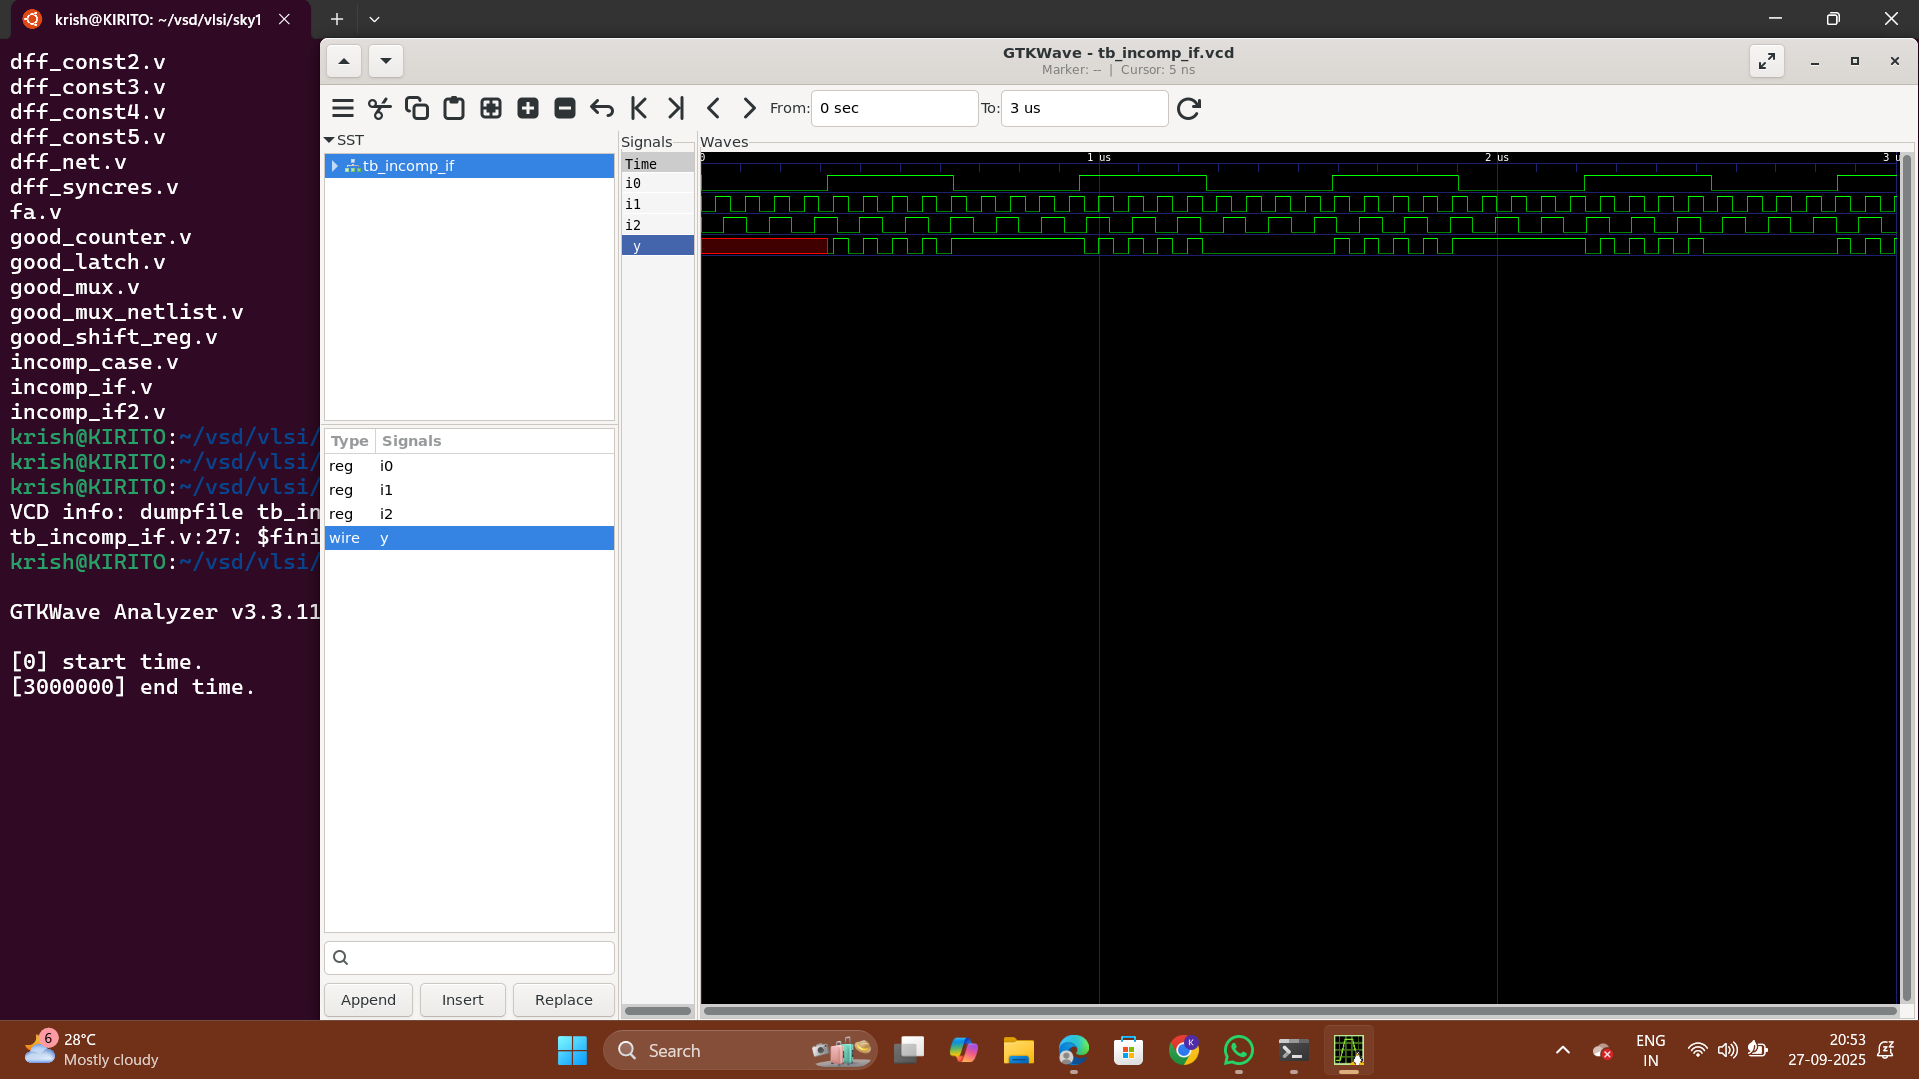 krish@KIRITO: ~/vsd/vlsi/sky1
dff_const2.v
dff_const3.v
dff_const4.v
dff_const5.v
dff_net.v
dff_syncres.v
fa.v
good_counter.v
good_latch.v
good_mux.v
good_mux_netlist.v
good_shift_reg.v
incomp_case.v
incomp_if.v
incomp_if2.v
krish@KIRITO:~/vsd/vlsi/
krish@KIRITO:~/vsd/vlsi/
krish@KIRITO:~/vsd/vlsi/
VCD info: dumpfile tb_in
tb_incomp_if.v:27: $fini
krish@KIRITO:~/vsd/vlsi/
GTKWave Analyzer v3.3.11
[0] start time.
[3000000] end time.
GTKWave - tb_incomp_if.vcd
Marker: -- | Cursor: 5 ns
From: 0 sec To: 3 us
SST
tb_incomp_if
Type Signals
reg i0
reg i1
reg i2
wire y
Append Insert Replace
Signals
Time
i0
i1
i2
y
Waves
0 1 us 2 us 3 u
6
28°C
Mostly cloudy
Search
K
ENG
IN
20:53
27-09-2025